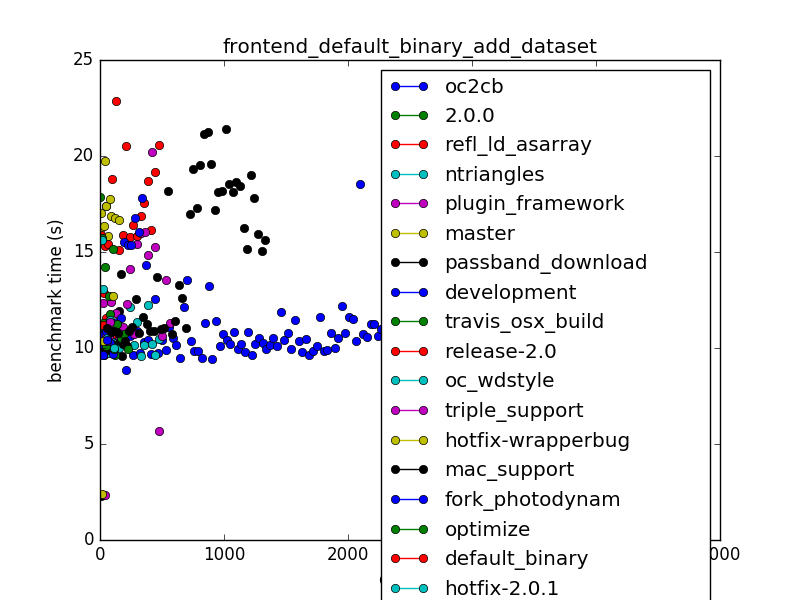 frontend_default_binary_add_dataset
25
20
15
10
5
0
benchmark time (s)
0
1000
2000
000
oc2cb
2.0.0
refl_ld_asarray
ntriangles
plugin_framework
master
passband_download
development
travis_osx_build
release-2.0
oc_wdstyle
triple_support
hotfix-wrapperbug
mac_support
fork_photodynam
optimize
default_binary
hotfix-2.0.1